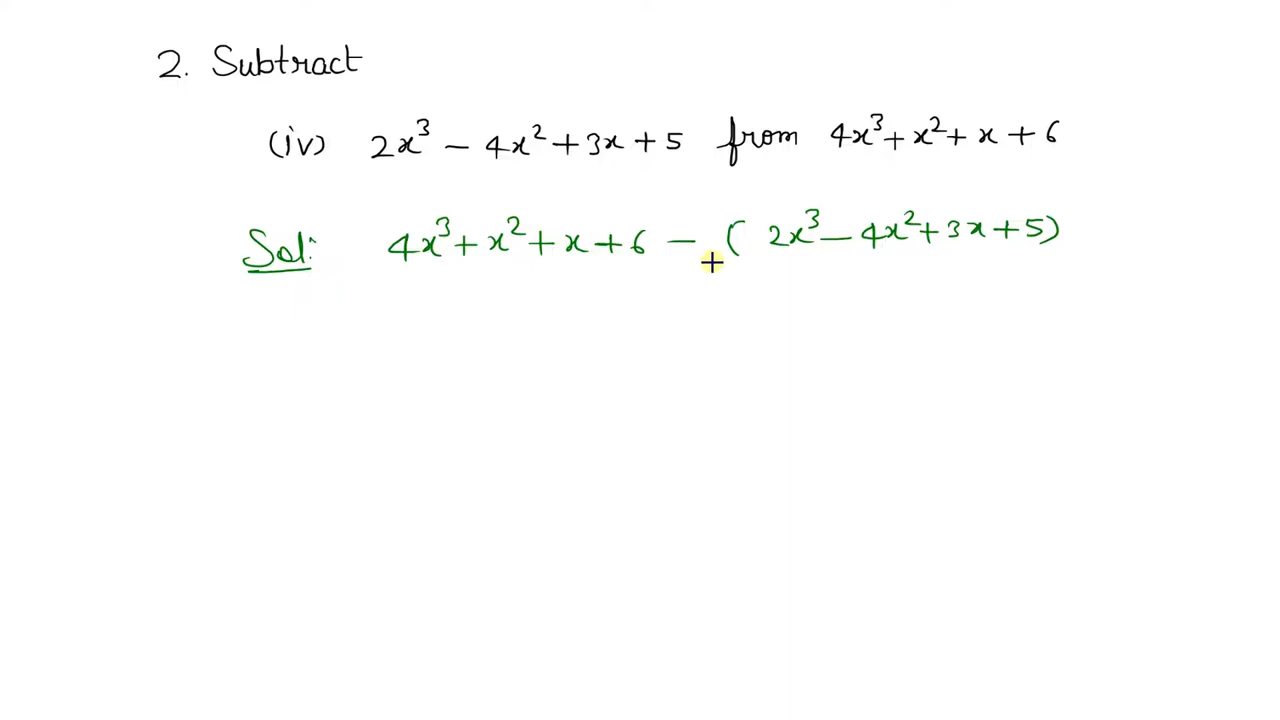 2. Subtract
(iv) 2x³ - 4x² + 3x + 5 from 4x³ + x² + x + 6
Sol: 4x³ + x² + x + 6 - ( 2x³ - 4x² + 3x + 5)